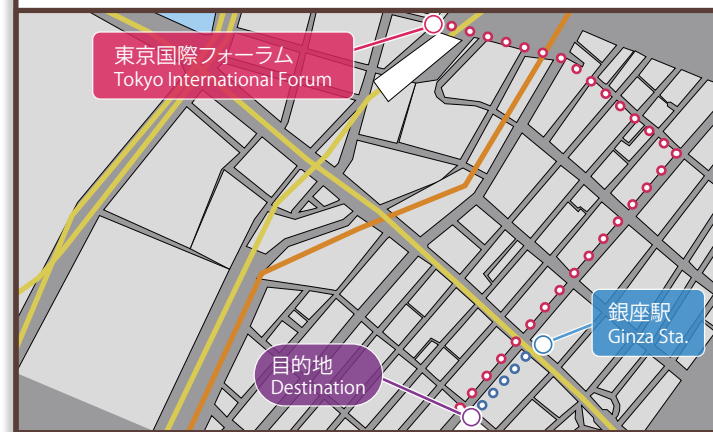 東京国際フォーラム
Tokyo International Forum
銀座駅
Ginza Sta.
目的地
Destination